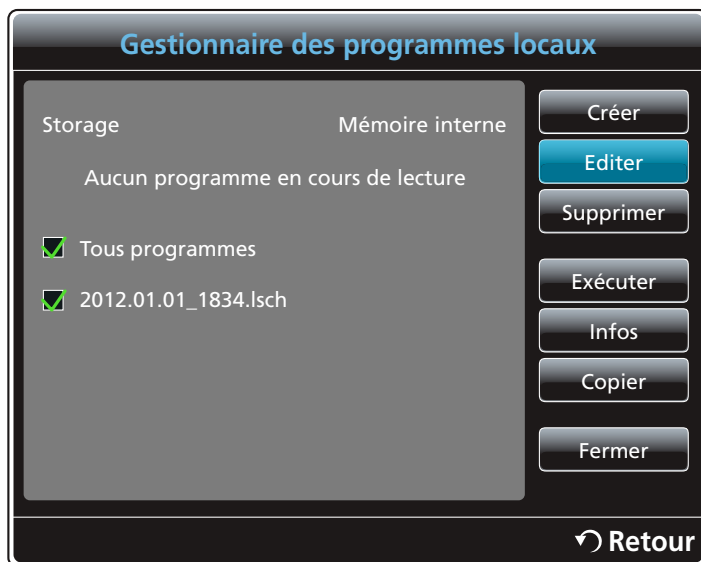 Gestionnaire des programmes locaux
Storage Mémoire interne
Aucun programme en cours de lecture
Tous programmes
2012.01.01_1834.lsch
Créer
Editer
Supprimer
Exécuter
Infos
Copier
Fermer
Retour